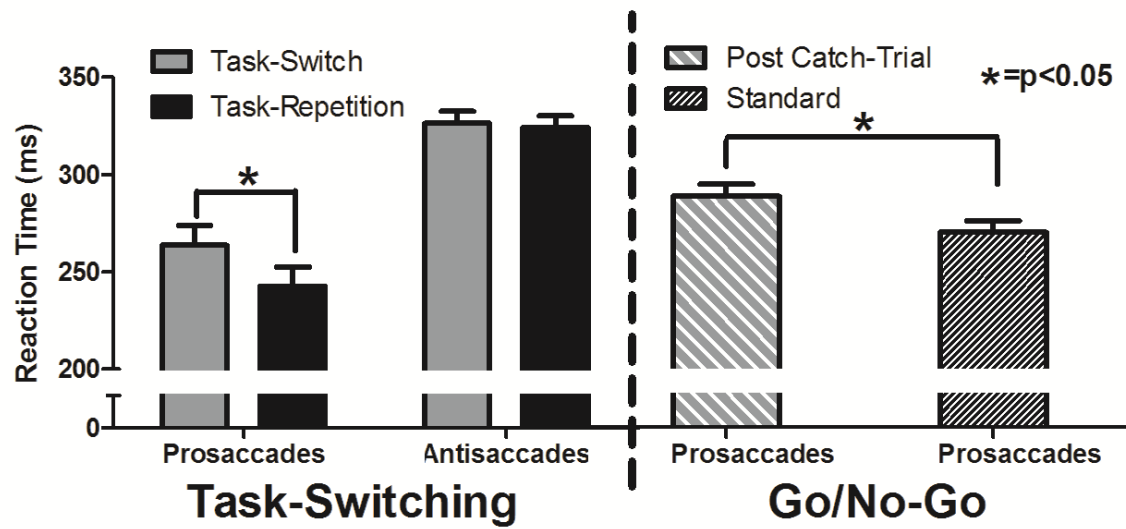 Task-Switch
Task-Repetition
Post Catch-Trial
Standard
*=p<0.05
Reaction Time (ms)
350
300
250
200
0
*
*
Prosaccades
Antisaccades
Prosaccades
Prosaccades
Task-Switching
Go/No-Go